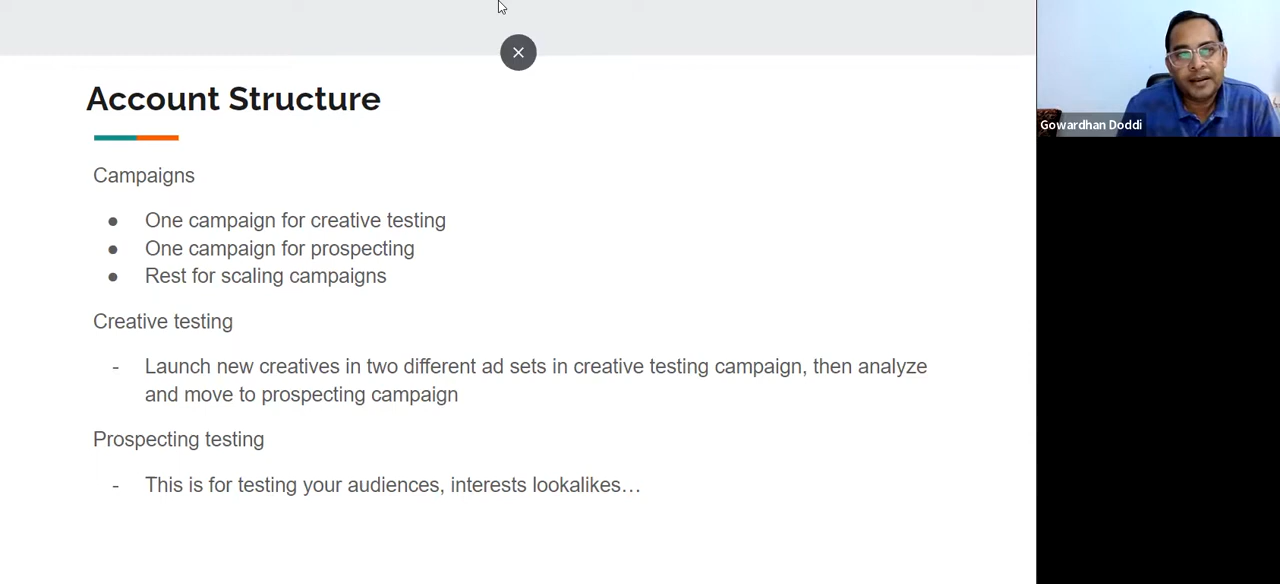 Account Structure
Gowardhan Doddi
Campaigns
● One campaign for creative testing
● One campaign for prospecting
● Rest for scaling campaigns
Creative testing
- Launch new creatives in two different ad sets in creative testing campaign, then analyze
and move to prospecting campaign
Prospecting testing
- This is for testing your audiences, interests lookalikes…